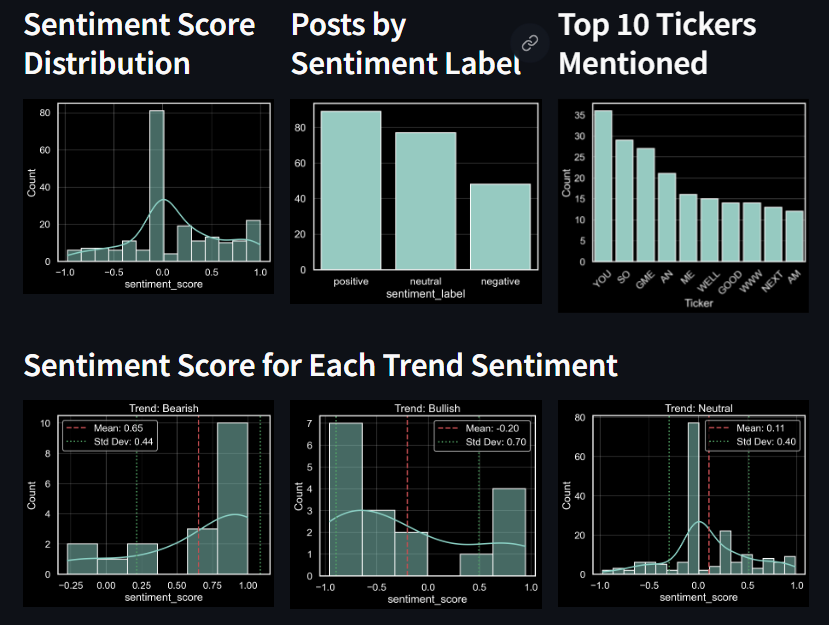 Sentiment Score
Distribution
Posts by
Sentiment Label
Top 10 Tickers
Mentioned
80
60
40
20
0
Count
−1.0 −0.5 0.0 0.5 1.0
sentiment_score
80
60
40
20
0
Count
positive neutral negative
sentiment_label
35
30
25
20
15
10
5
0
Count
YOU SO GME AN ME WELL GOOD WWW NEXT AM
Ticker
Sentiment Score for Each Trend Sentiment
Trend: Bearish
Mean: 0.65
Std Dev: 0.44
10
8
6
4
2
0
Count
−0.25 0.00 0.25 0.50 0.75 1.00
sentiment_score
Trend: Bullish
Mean: -0.20
Std Dev: 0.70
7
6
5
4
3
2
1
0
Count
−1.0 −0.5 0.0 0.5 1.0
sentiment_score
Trend: Neutral
Mean: 0.11
Std Dev: 0.40
80
60
40
20
0
Count
−1.0 −0.5 0.0 0.5 1.0
sentiment_score